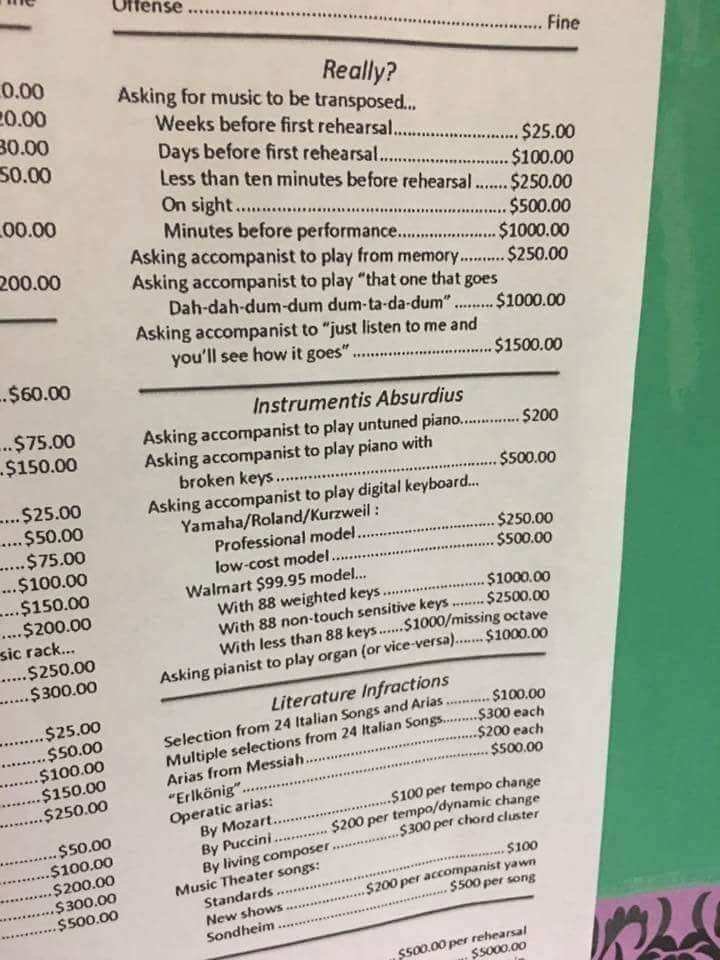 Offense ........ Fine
Really?
Asking for music to be transposed...
Weeks before first rehearsal........ $25.00
Days before first rehearsal........ $100.00
Less than ten minutes before rehearsal ....... $250.00
On sight ........ $500.00
Minutes before performance........ $1000.00
Asking accompanist to play from memory.......... $250.00
Asking accompanist to play “that one that goes
Dah-dah-dum-dum dum-ta-da-dum” ......... $1000.00
Asking accompanist to “just listen to me and
you’ll see how it goes” ........ $1500.00
Instrumentis Absurdius
Asking accompanist to play untuned piano.............. $200
Asking accompanist to play piano with
broken keys ........ $500.00
Asking accompanist to play digital keyboard...
Yamaha/Roland/Kurzweil :
Professional model ........ $250.00
low-cost model ........ $500.00
Walmart $99.95 model...
With 88 weighted keys ........ $1000.00
With 88 non-touch sensitive keys ........ $2500.00
With less than 88 keys ......$1000/missing octave
Asking pianist to play organ (or vice-versa)....... $1000.00
Literature Infractions
Selection from 24 Italian Songs and Arias .......... $100.00
Multiple selections from 24 Italian Songs.........$300 each
Arias from Messiah........$200 each
“Erlkönig”........ $500.00
Operatic arias:
By Mozart........$100 per tempo change
By Puccini ............ $200 per tempo/dynamic change
By living composer ........$300 per chord cluster
Music Theater songs:
Standards ........ $100
New shows ........ $200 per accompanist yawn
Sondheim ........ $500 per song
$500.00 per rehearsal
$5000.00
0.00
20.00
30.00
50.00
00.00
200.00
..$60.00
...$75.00
.$150.00
....$25.00
....$50.00
.....$75.00
...$100.00
....$150.00
....$200.00
sic rack...
.....$250.00
......$300.00
.........$25.00
.........$50.00
........$100.00
........$150.00
........$250.00
...........$50.00
..........$100.00
..........$200.00
...........$300.00
...........$500.00